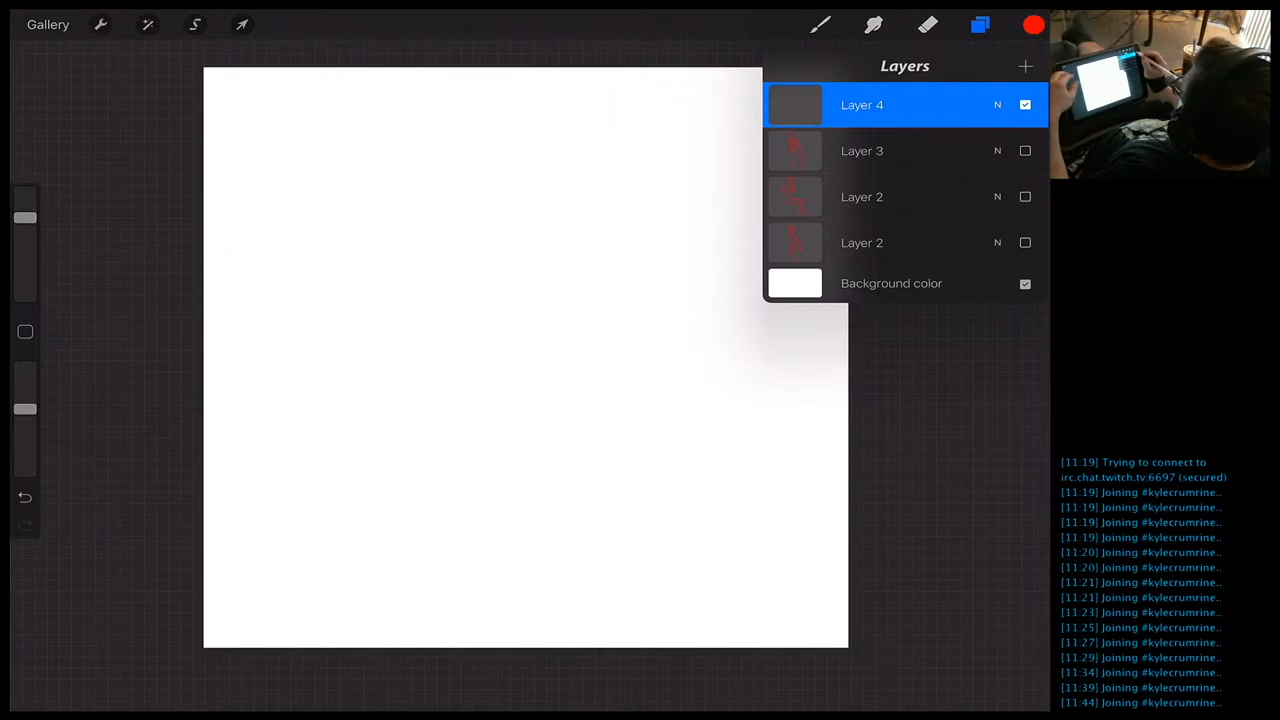 Gallery
Layers
Layer 4 N
Layer 3 N
Layer 2 N
Layer 2 N
Background color
[11:19] Trying to connect to
irc.chat.twitch.tv:6697 (secured)
[11:19] Joining #kylecrumrine..
[11:19] Joining #kylecrumrine..
[11:19] Joining #kylecrumrine..
[11:19] Joining #kylecrumrine..
[11:20] Joining #kylecrumrine..
[11:20] Joining #kylecrumrine..
[11:21] Joining #kylecrumrine..
[11:21] Joining #kylecrumrine..
[11:23] Joining #kylecrumrine..
[11:25] Joining #kylecrumrine..
[11:27] Joining #kylecrumrine..
[11:29] Joining #kylecrumrine..
[11:34] Joining #kylecrumrine..
[11:39] Joining #kylecrumrine..
[11:44] Joining #kylecrumrine..